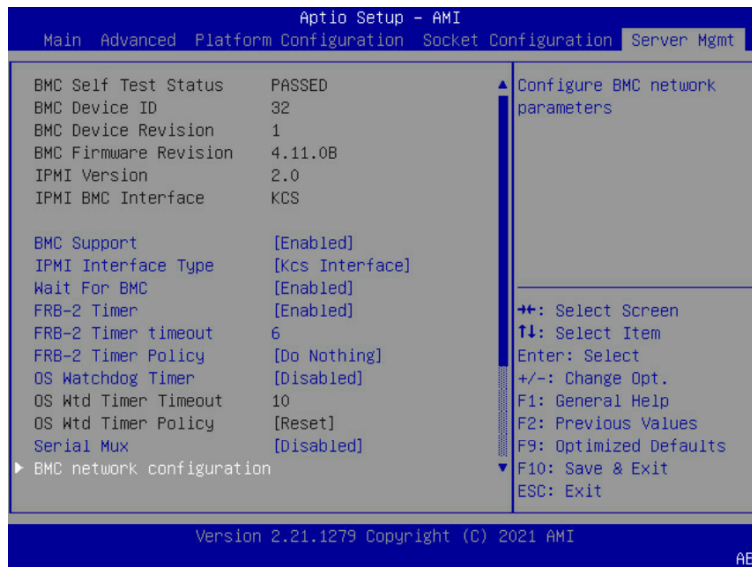 Aptio Setup - AMI
Main Advanced Platform Configuration Socket Configuration Server Mgmt
BMC Self Test Status PASSED
BMC Device ID 32
BMC Device Revision 1
BMC Firmware Revision 4.11.0B
IPMI Version 2.0
IPMI BMC Interface KCS
BMC Support [Enabled]
IPMI Interface Type [Kcs Interface]
Wait For BMC [Enabled]
FRB-2 Timer [Enabled]
FRB-2 Timer timeout 6
FRB-2 Timer Policy [Do Nothing]
OS Watchdog Timer [Disabled]
OS Wtd Timer Timeout 10
OS Wtd Timer Policy [Reset]
Serial Mux [Disabled]
BMC network configuration
Configure BMC network
parameters
→←: Select Screen
↑↓: Select Item
Enter: Select
+/-: Change Opt.
F1: General Help
F2: Previous Values
F9: Optimized Defaults
F10: Save & Exit
ESC: Exit
Version 2.21.1279 Copyright (C) 2021 AMI
AB